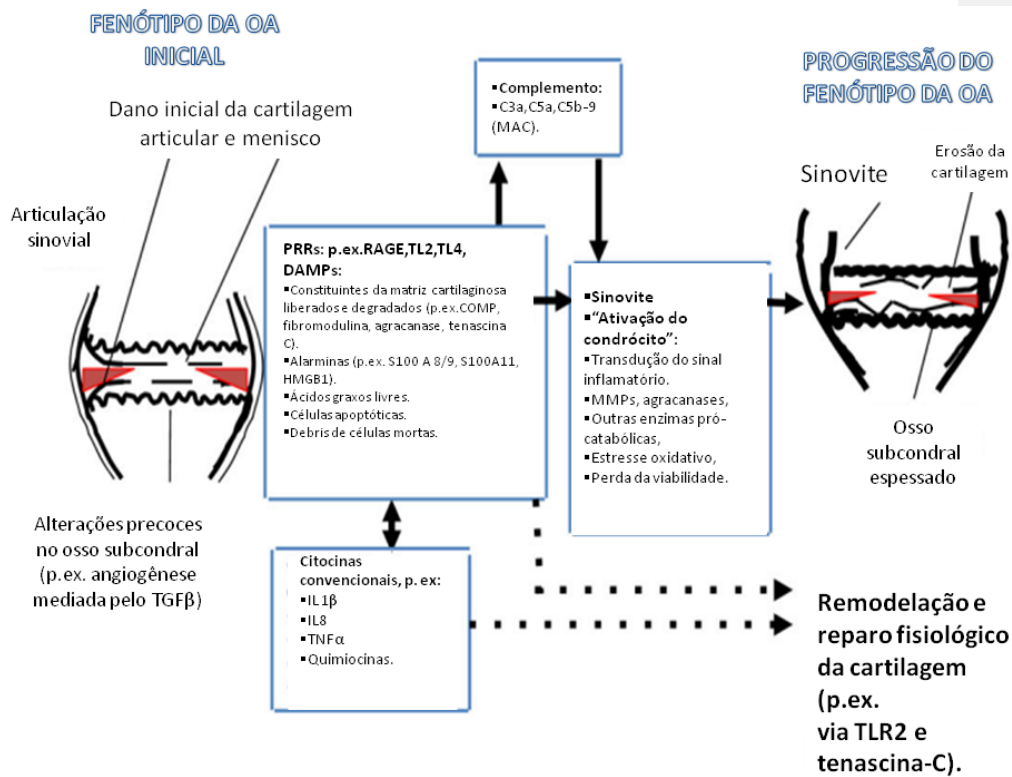 FENÓTIPO DA OA
INICIAL
Dano inicial da cartilagem
articular e menisco
Articulação
sinovial
Alterações precoces
no osso subcondral
(p.ex. angiogênese
mediada pelo TGFβ)
▪Complemento:
▪C3a,C5a,C5b-9
(MAC).
PRRs: p.ex.RAGE,TL2,TL4,
DAMPs:
▪Constituintes da matriz cartilaginosa
liberados e degradados (p.ex.COMP,
fibromodulina, agracanase, tenascina
C).
▪Alarminas (p.ex. S100 A 8/9, S100A11,
HMGB1).
▪Ácidos graxos livres.
▪Células apoptóticas.
▪Debris de células mortas.
Citocinas
convencionais, p. ex:
▪IL1β
▪IL8
▪TNFα
▪Quimiocinas.
▪Sinovite
▪"Ativação do
condrócito":
▪Transdução do sinal
inflamatório.
▪MMPs, agracanases,
▪Outras enzimas pró-
catabólicas,
▪Estresse oxidativo,
▪Perda da viabilidade.
PROGRESSÃO DO
FENÓTIPO DA OA
Sinovite
Erosão da
cartilagem
Osso
subcondral
espessado
Remodelação e
reparo fisiológico
da cartilagem
(p.ex.
via TLR2 e
tenascina-C).